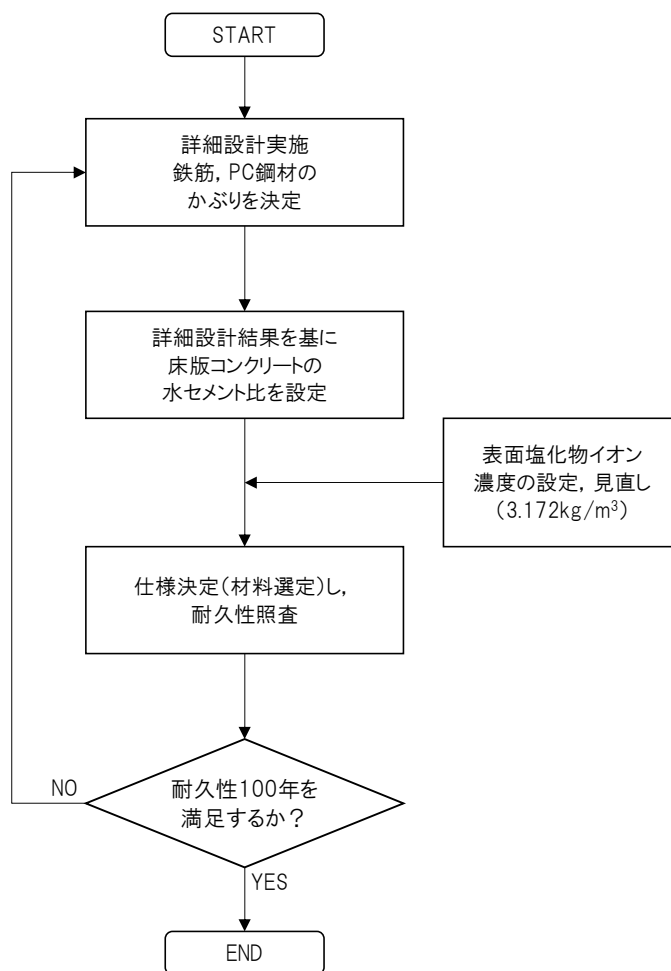 START
詳細設計実施
鉄筋，PC鋼材の
かぶりを決定
詳細設計結果を基に
床版コンクリートの
水セメント比を設定
表面塩化物イオン
濃度の設定，見直し
（3.172kg/m³）
仕様決定（材料選定）し，
耐久性照査
耐久性100年を
満足するか？
NO
YES
END